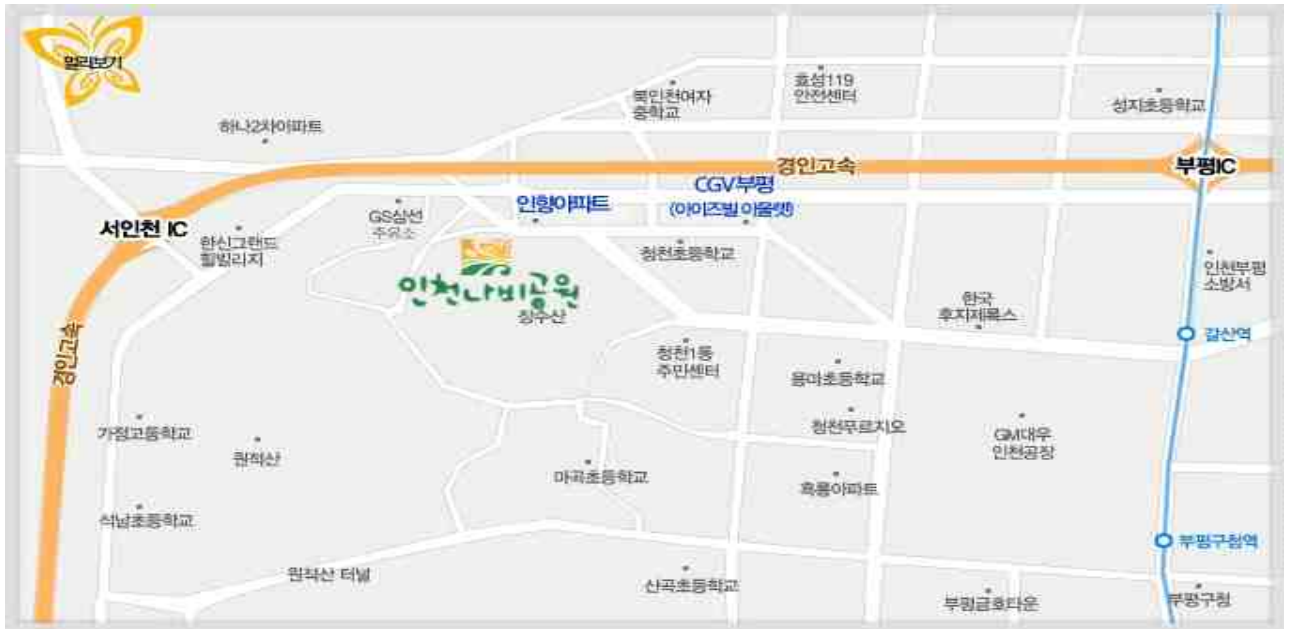 미리보기
북인천여자
중학교
효성119
안전센터
성지초등학교
하나2차아파트
경인고속
부평IC
CGV부평
(아이즈빌 아울렛)
인향아파트
GS삼선
주유소
서인천 IC
한신그랜드
힐빌리지
청천초등학교
인천나비공원
장수산
인천부평
소방서
한국
후지제록스
갈산역
경인고속
청천1동
주민센터
용마초등학교
가정고등학교
청천푸르지오
GM대우
인천공장
원적산
마곡초등학교
석남초등학교
부평구청역
원적산 터널
산곡초등학교
부평금호타운
부평구청